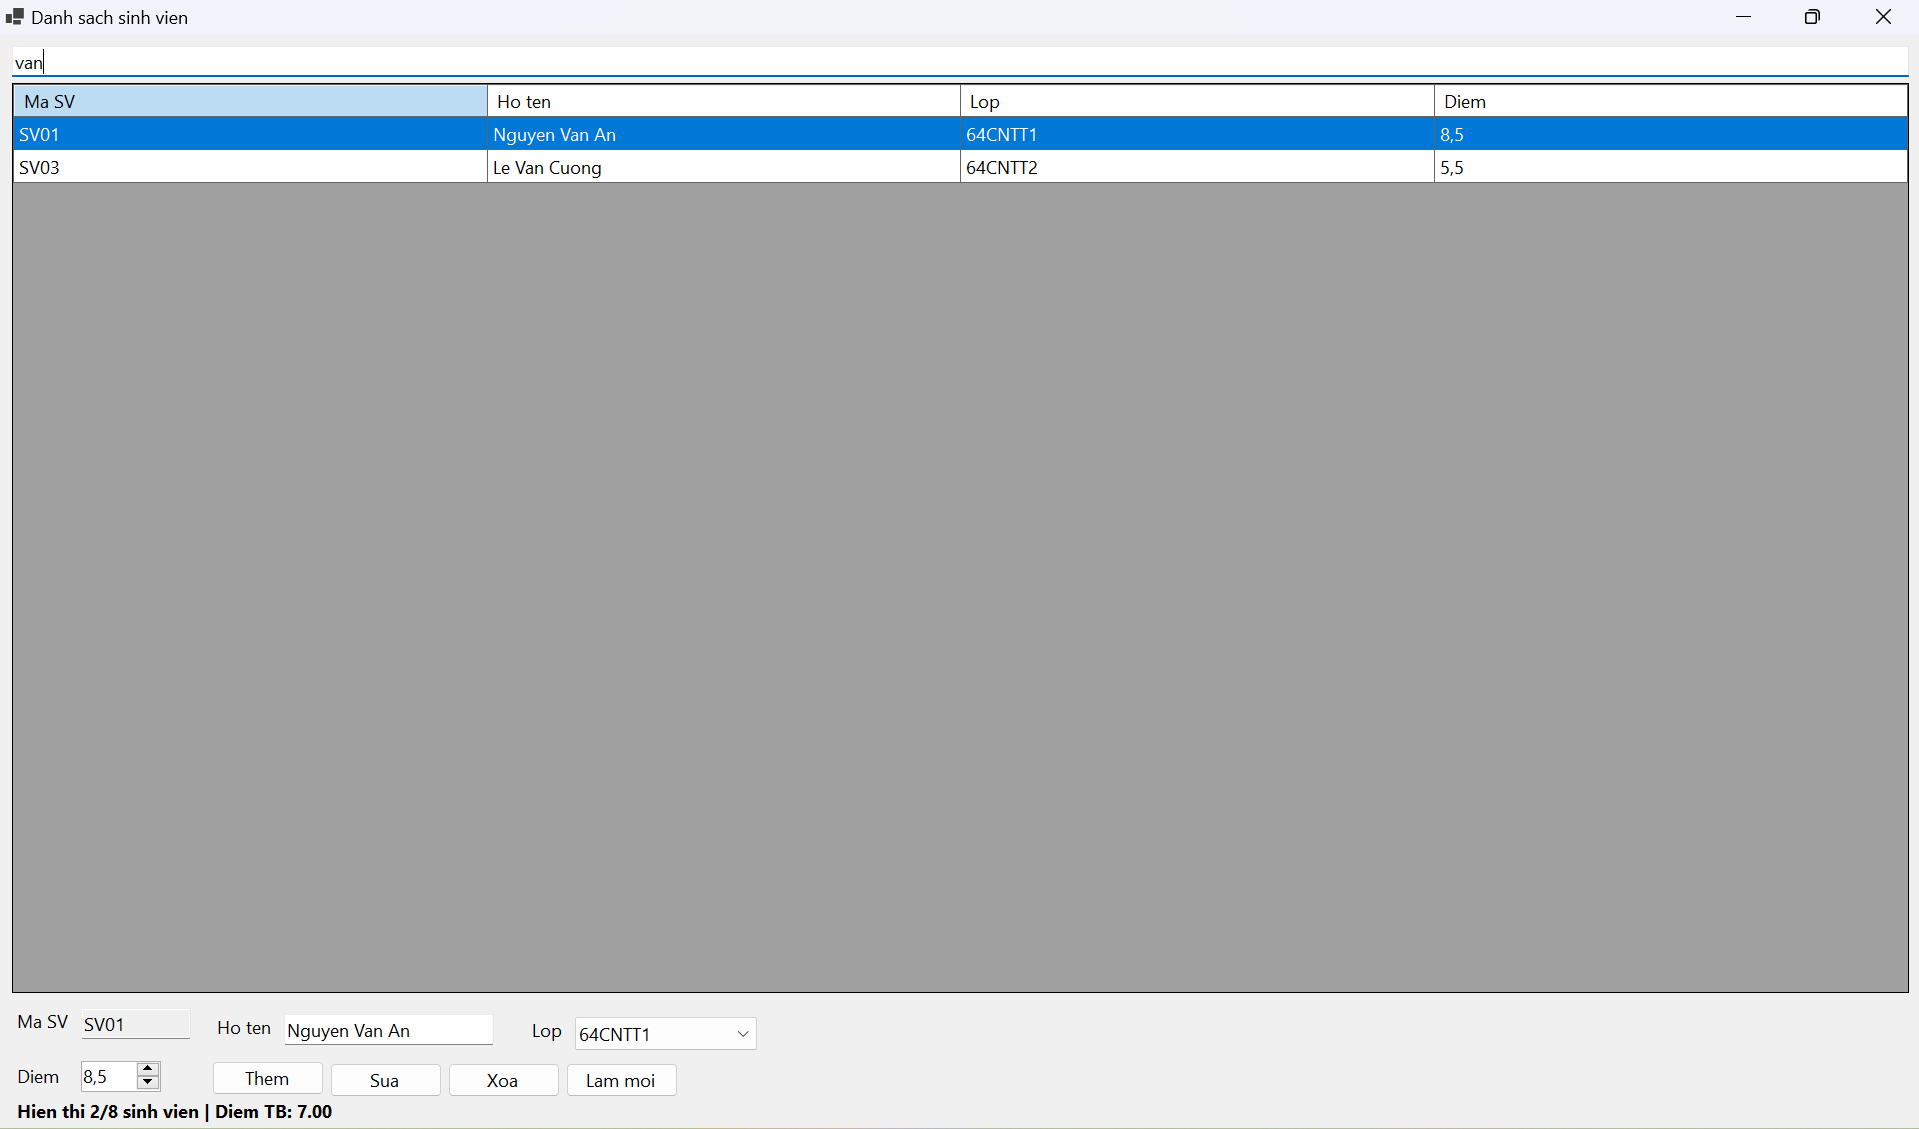 Danh sach sinh vien
van
Ma SV Ho ten Lop Diem
SV01 Nguyen Van An 64CNTT1 8,5
SV03 Le Van Cuong 64CNTT2 5,5
Ma SV SV01 Ho ten Nguyen Van An Lop 64CNTT1
Diem 8,5 Them Sua Xoa Lam moi
Hien thi 2/8 sinh vien | Diem TB: 7.00